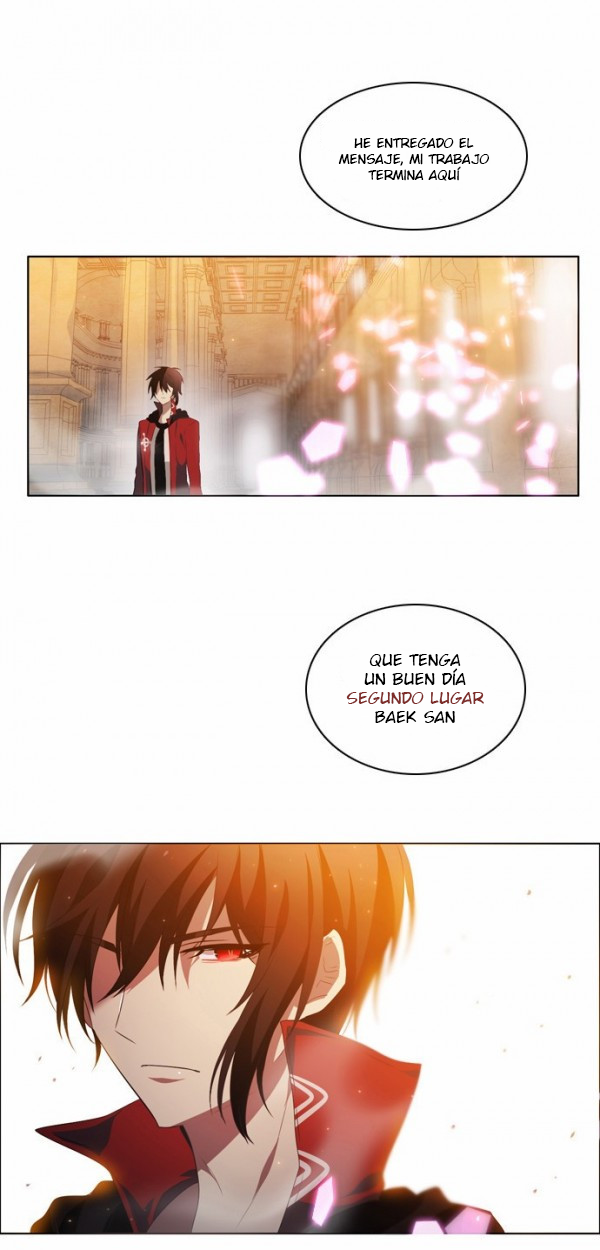 HE ENTREGADO EL
MENSAJE, MI TRABAJO
TERMINA AQUÍ
QUE TENGA
UN BUEN DÍA
SEGUNDO LUGAR
BAEK SAN